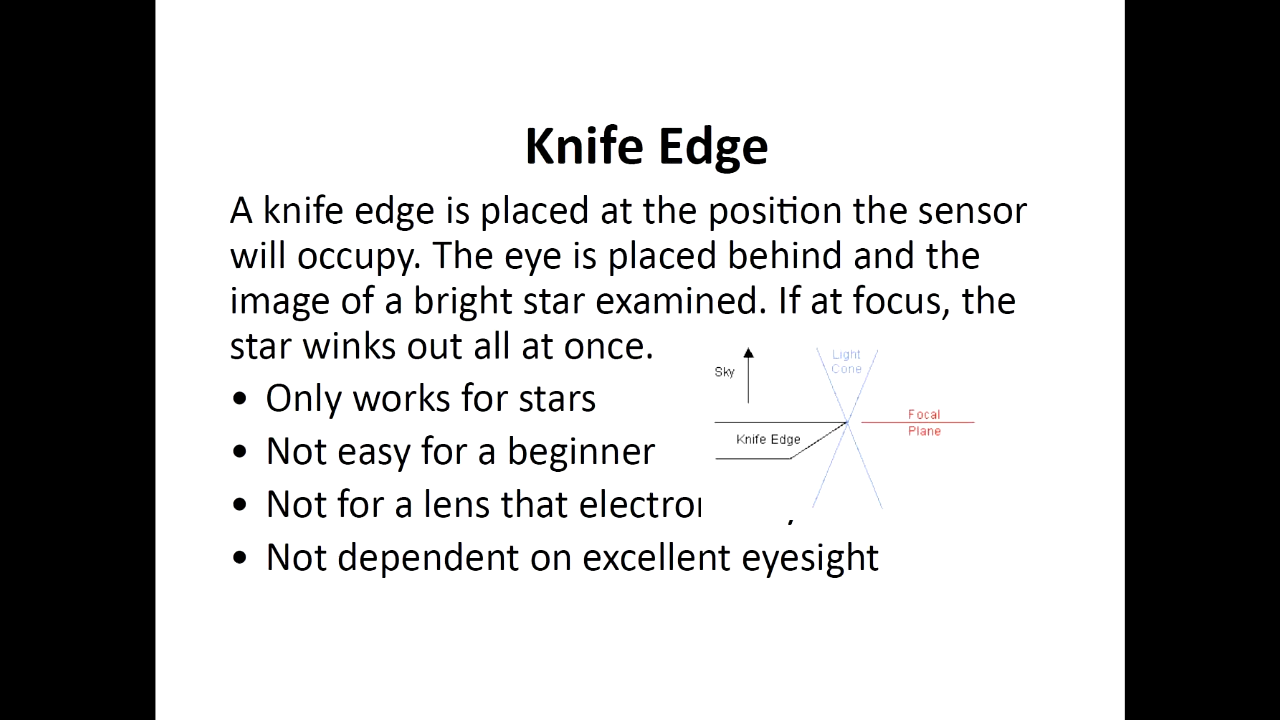 Knife Edge
A knife edge is placed at the position the sensor
will occupy. The eye is placed behind and the
image of a bright star examined. If at focus, the
star winks out all at once.
Light
Cone
Sky
Focal
Plane
Knife Edge
• Only works for stars
• Not easy for a beginner
• Not for a lens that
• Not dependent on excellent eyesight